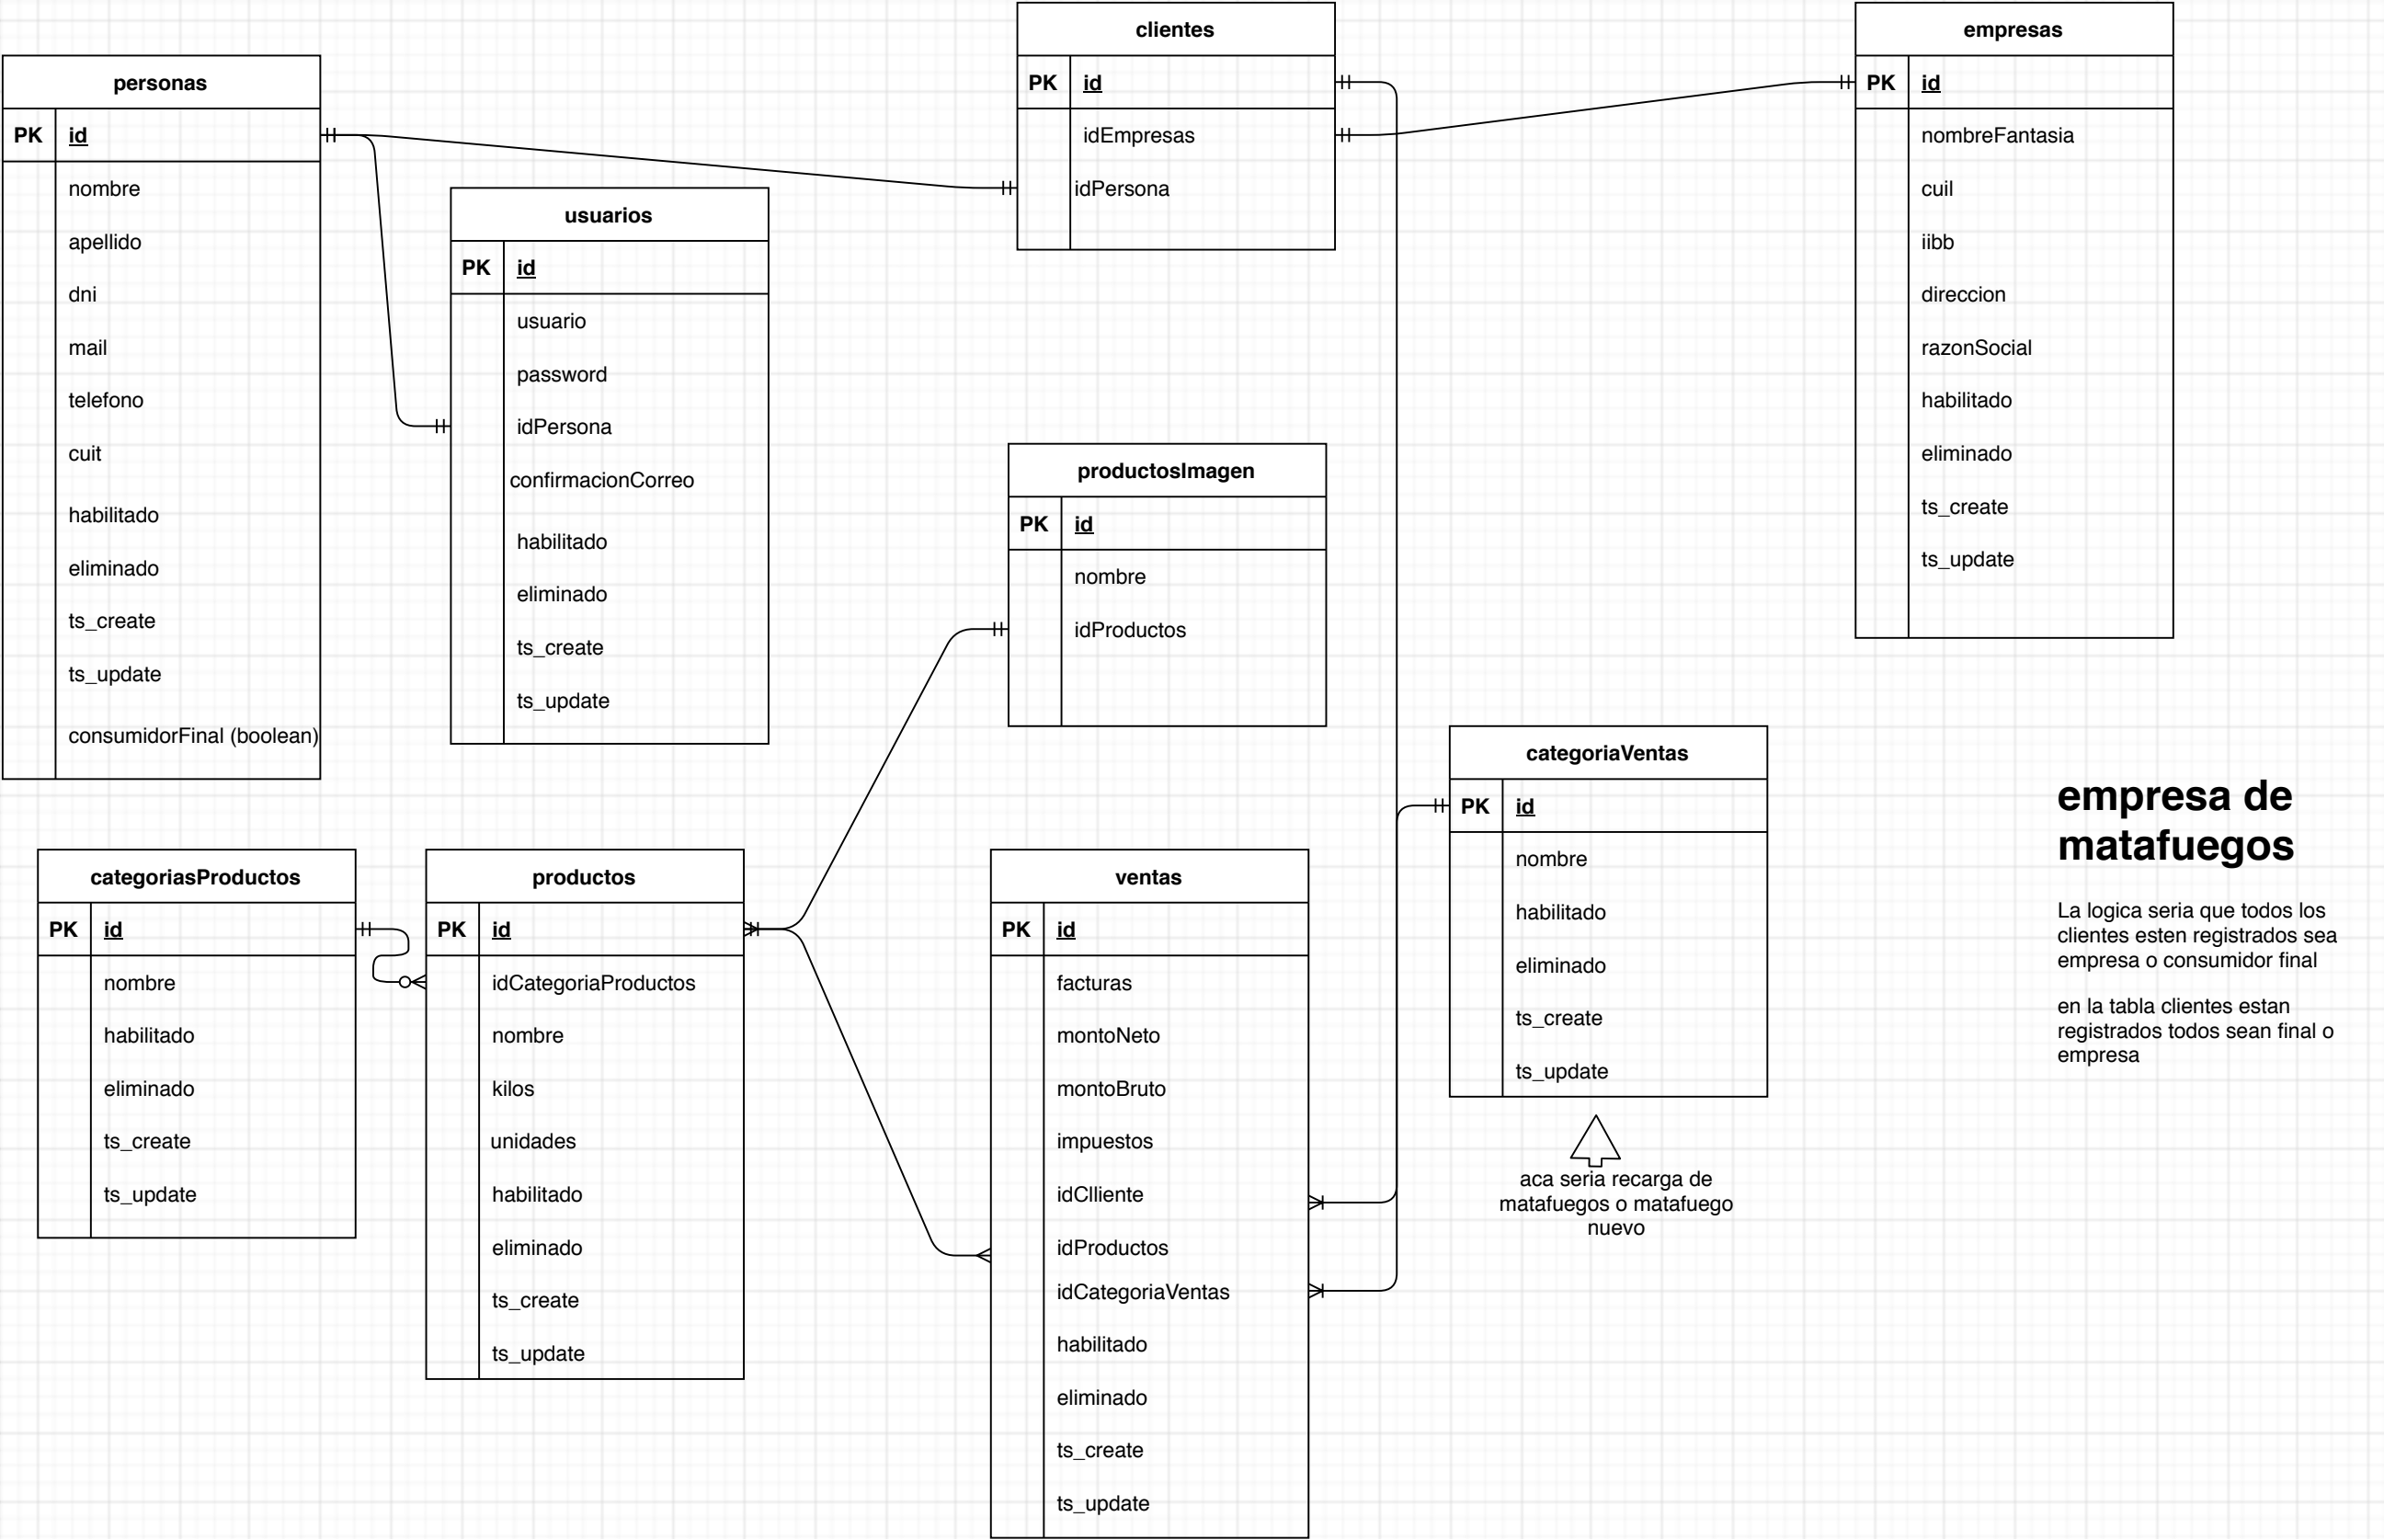 personas
PK id
nombre
apellido
dni
mail
telefono
cuit
habilitado
eliminado
ts_create
ts_update
consumidorFinal (boolean)
usuarios
PK id
usuario
password
idPersona
confirmacionCorreo
habilitado
eliminado
ts_create
ts_update
clientes
PK id
idEmpresas
idPersona
empresas
PK id
nombreFantasia
cuil
iibb
direccion
razonSocial
habilitado
eliminado
ts_create
ts_update
productosImagen
PK id
nombre
idProductos
categoriasProductos
PK id
nombre
habilitado
eliminado
ts_create
ts_update
productos
PK id
idCategoriaProductos
nombre
kilos
unidades
habilitado
eliminado
ts_create
ts_update
ventas
PK id
facturas
montoNeto
montoBruto
impuestos
idClliente
idProductos
idCategoriaVentas
habilitado
eliminado
ts_create
ts_update
categoriaVentas
PK id
nombre
habilitado
eliminado
ts_create
ts_update
aca seria recarga de
matafuegos o matafuego
nuevo
empresa de
matafuegos
La logica seria que todos los
clientes esten registrados sea
empresa o consumidor final
en la tabla clientes estan
registrados todos sean final o
empresa